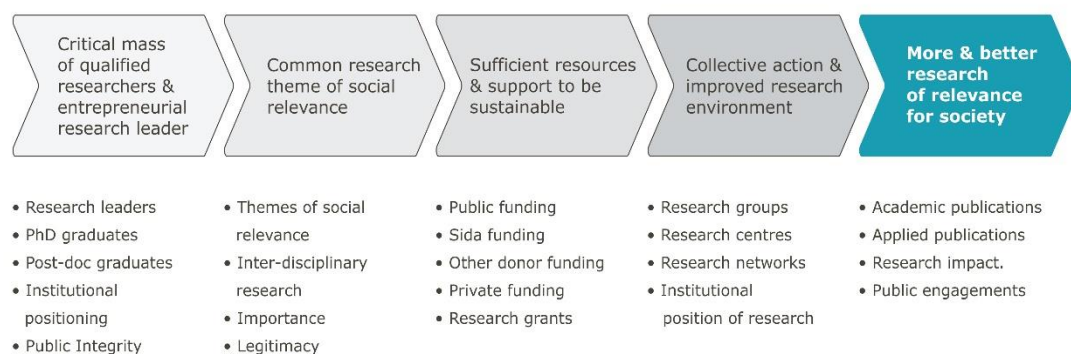 Critical mass
of qualified
researchers &
entrepreneurial
research leader
Common research
theme of social
relevance
Sufficient resources
& support to be
sustainable
Collective action &
improved research
environment
More & better
research
of relevance
for society
• Research leaders
• PhD graduates
• Post-doc graduates
• Institutional
positioning
• Public Integrity
• Themes of social
relevance
• Inter-disciplinary
research
• Importance
• Legitimacy
• Public funding
• Sida funding
• Other donor funding
• Private funding
• Research grants
• Research groups
• Research centres
• Research networks
• Institutional
position of research
• Academic publications
• Applied publications
• Research impact.
• Public engagements